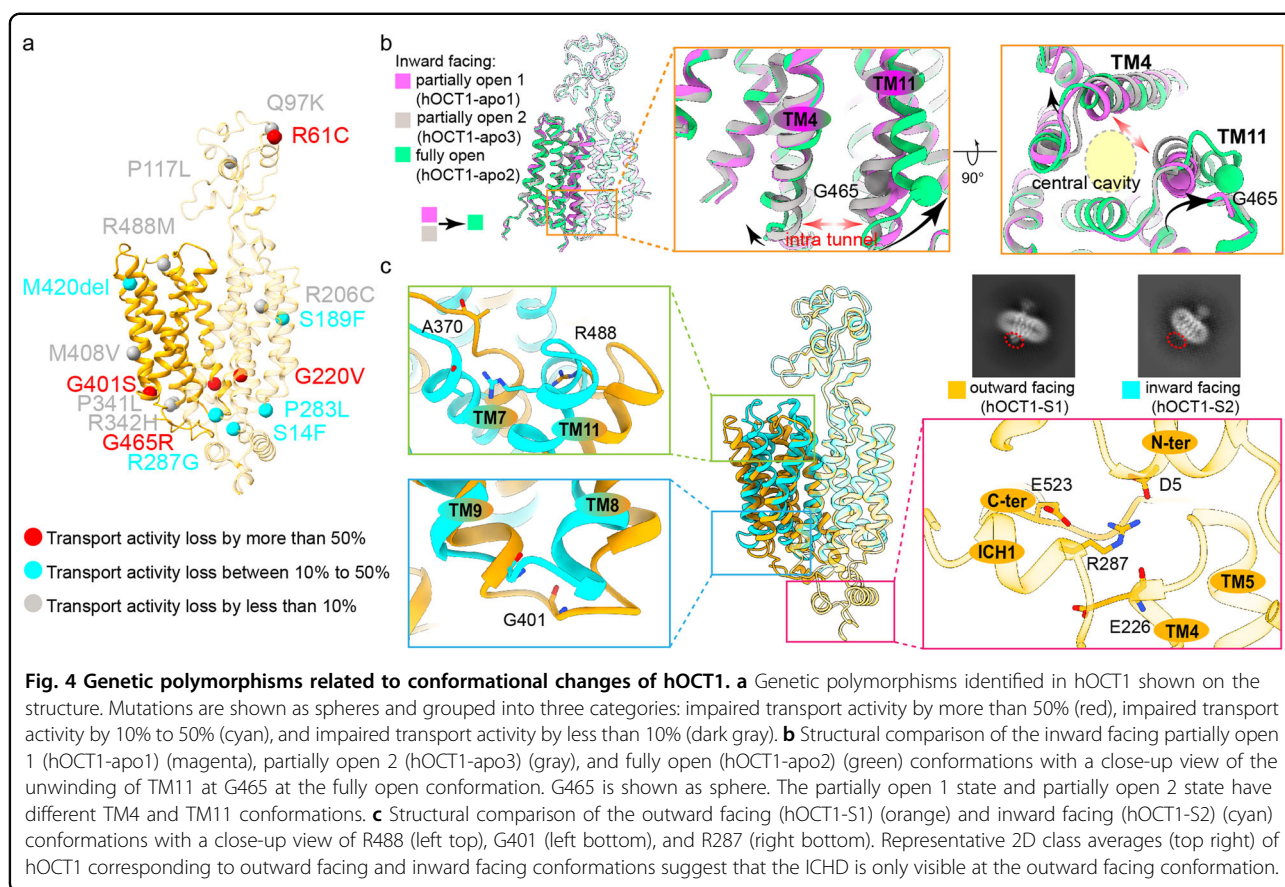 a
Q97K
R61C
P117L
R488M
M420del
R206C
S189F
M408V
G401S
G220V
P341L
R342H
P283L
G465R
S14F
R287G
Transport activity loss by more than 50%
Transport activity loss between 10% to 50%
Transport activity loss by less than 10%
b
Inward facing:
partially open 1
(hOCT1-apo1)
partially open 2
(hOCT1-apo3)
fully open
(hOCT1-apo2)
TM11
TM4
G465
intra tunnel
90°
TM4
TM11
central cavity
G465
c
A370
R488
TM7
TM11
TM9
TM8
G401
outward facing
(hOCT1-S1)
inward facing
(hOCT1-S2)
N-ter
E523
D5
C-ter
ICH1
R287
TM5
E226
TM4
Fig. 4 Genetic polymorphisms related to conformational changes of hOCT1. a Genetic polymorphisms identified in hOCT1 shown on the
structure. Mutations are shown as spheres and grouped into three categories: impaired transport activity by more than 50% (red), impaired transport
activity by 10% to 50% (cyan), and impaired transport activity by less than 10% (dark gray). b Structural comparison of the inward facing partially open
1 (hOCT1-apo1) (magenta), partially open 2 (hOCT1-apo3) (gray), and fully open (hOCT1-apo2) (green) conformations with a close-up view of the
unwinding of TM11 at G465 at the fully open conformation. G465 is shown as sphere. The partially open 1 state and partially open 2 state have
different TM4 and TM11 conformations. c Structural comparison of the outward facing (hOCT1-S1) (orange) and inward facing (hOCT1-S2) (cyan)
conformations with a close-up view of R488 (left top), G401 (left bottom), and R287 (right bottom). Representative 2D class averages (top right) of
hOCT1 corresponding to outward facing and inward facing conformations suggest that the ICHD is only visible at the outward facing conformation.